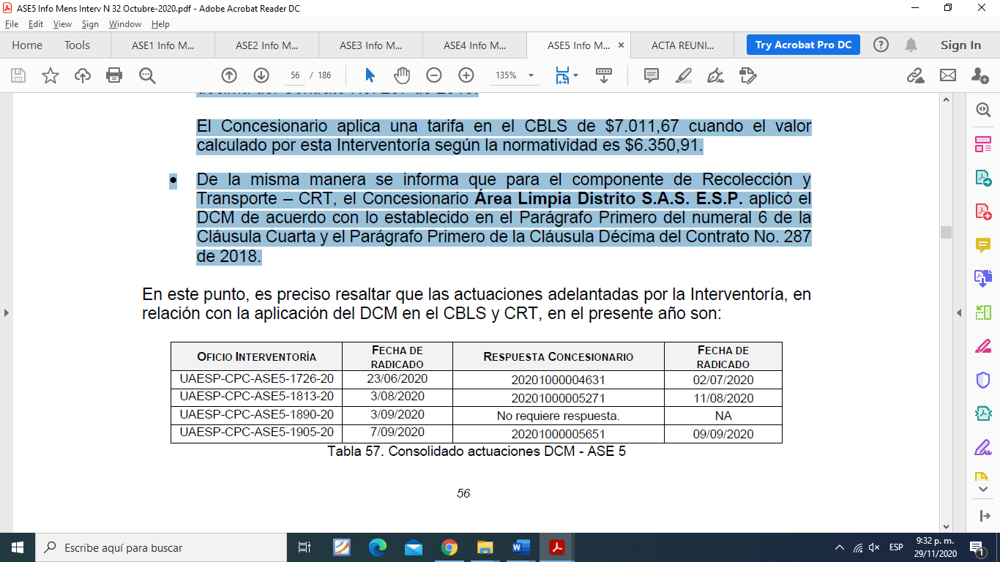 ASE5 Info Mens Interv N 32 Octubre-2020.pdf - Adobe Acrobat Reader DC
File Edit View Sign Window Help
Home Tools ASE1 Info M... ASE2 Info M... ASE3 Info M... ASE4 Info M... ASE5 Info M... ACTA REUNI... Try Acrobat Pro DC Sign In
56 / 186 135%
El Concesionario aplica una tarifa en el CBLS de $7.011,67 cuando el valor
calculado por esta Interventoría según la normatividad es $6.350,91.
• De la misma manera se informa que para el componente de Recolección y
Transporte – CRT, el Concesionario Área Limpia Distrito S.A.S. E.S.P. aplicó el
DCM de acuerdo con lo establecido en el Parágrafo Primero del numeral 6 de la
Cláusula Cuarta y el Parágrafo Primero de la Cláusula Décima del Contrato No. 287
de 2018.
En este punto, es preciso resaltar que las actuaciones adelantadas por la Interventoría, en
relación con la aplicación del DCM en el CBLS y CRT, en el presente año son:
OFICIO INTERVENTORÍA FECHA DE RADICADO RESPUESTA CONCESIONARIO FECHA DE RADICADO
UAESP-CPC-ASE5-1726-20 23/06/2020 20201000004631 02/07/2020
UAESP-CPC-ASE5-1813-20 3/08/2020 20201000005271 11/08/2020
UAESP-CPC-ASE5-1890-20 3/09/2020 No requiere respuesta. NA
UAESP-CPC-ASE5-1905-20 7/09/2020 20201000005651 09/09/2020
Tabla 57. Consolidado actuaciones DCM - ASE 5
56
Escribe aquí para buscar
ESP
9:32 p. m.
29/11/2020
1